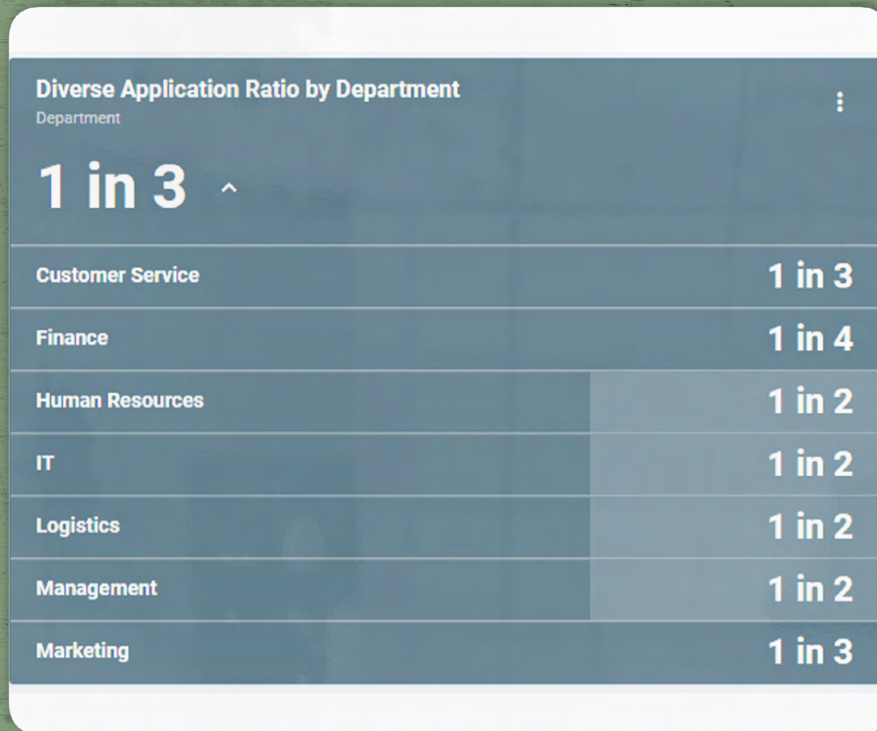 Diverse Application Ratio by Department
Department
1 in 3
Customer Service 1 in 3
Finance 1 in 4
Human Resources 1 in 2
IT 1 in 2
Logistics 1 in 2
Management 1 in 2
Marketing 1 in 3